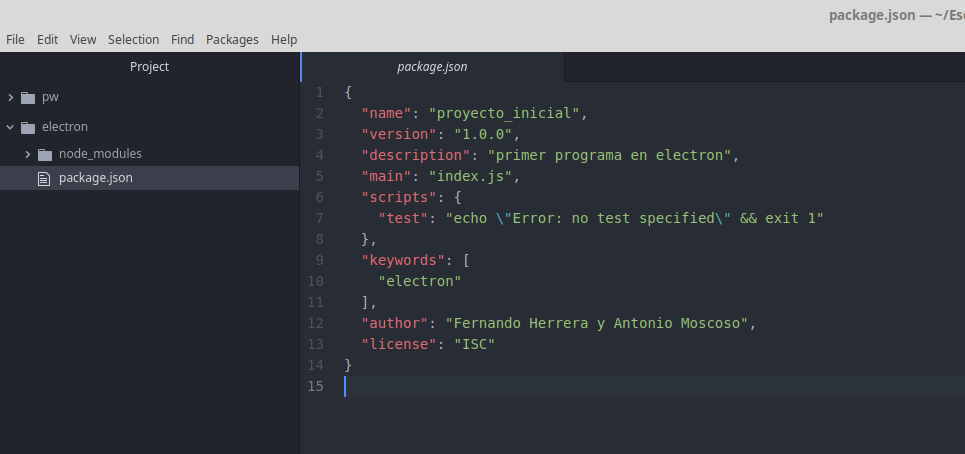 package.json — ~/Esc
File Edit View Selection Find Packages Help
Project
package.json
pw
electron
node_modules
package.json
1 {
2   "name": "proyecto_inicial",
3   "version": "1.0.0",
4   "description": "primer programa en electron",
5   "main": "index.js",
6   "scripts": {
7     "test": "echo \"Error: no test specified\" && exit 1"
8   },
9   "keywords": [
10     "electron"
11   ],
12   "author": "Fernando Herrera y Antonio Moscoso",
13   "license": "ISC"
14 }
15